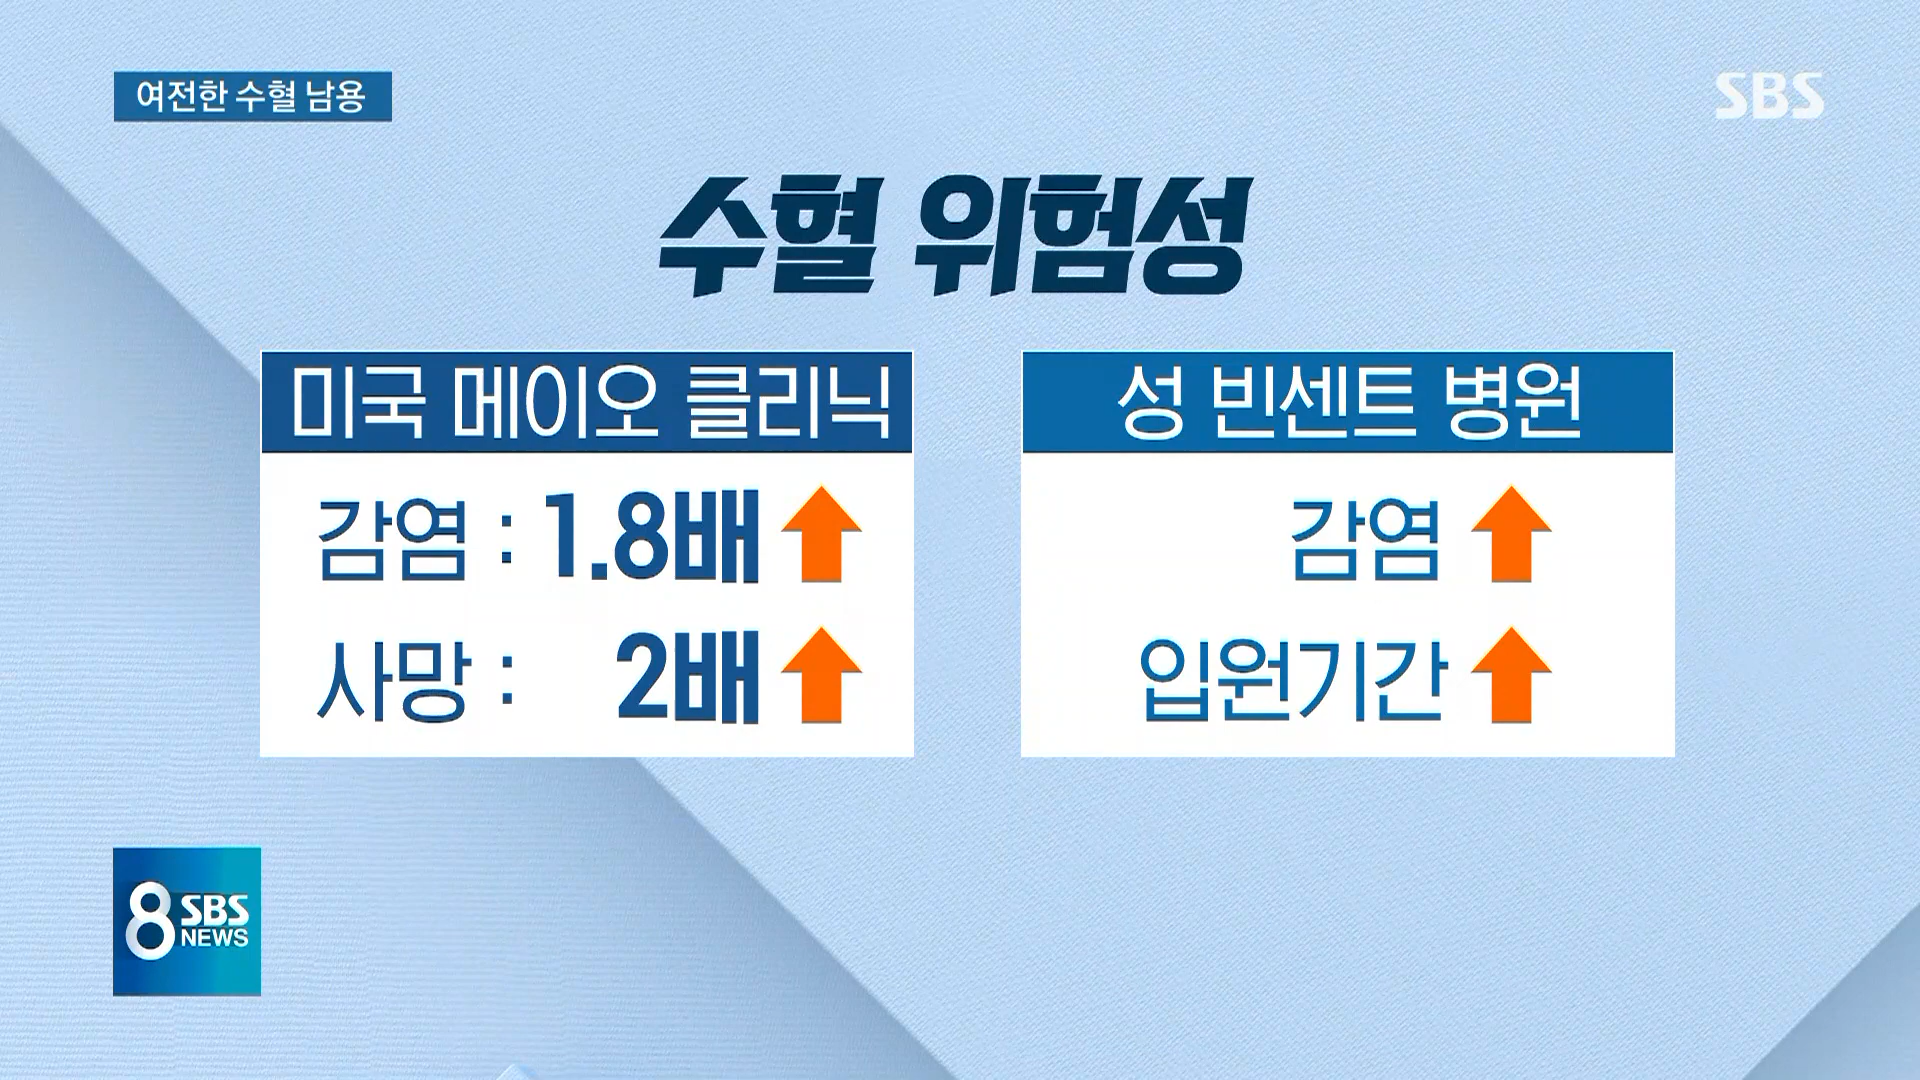 여전한 수혈 남용
SBS
수혈 위험성
미국 메이오 클리닉
감염 : 1.8배
사망 : 2배
성 빈센트 병원
감염
입원기간
8 SBS
NEWS